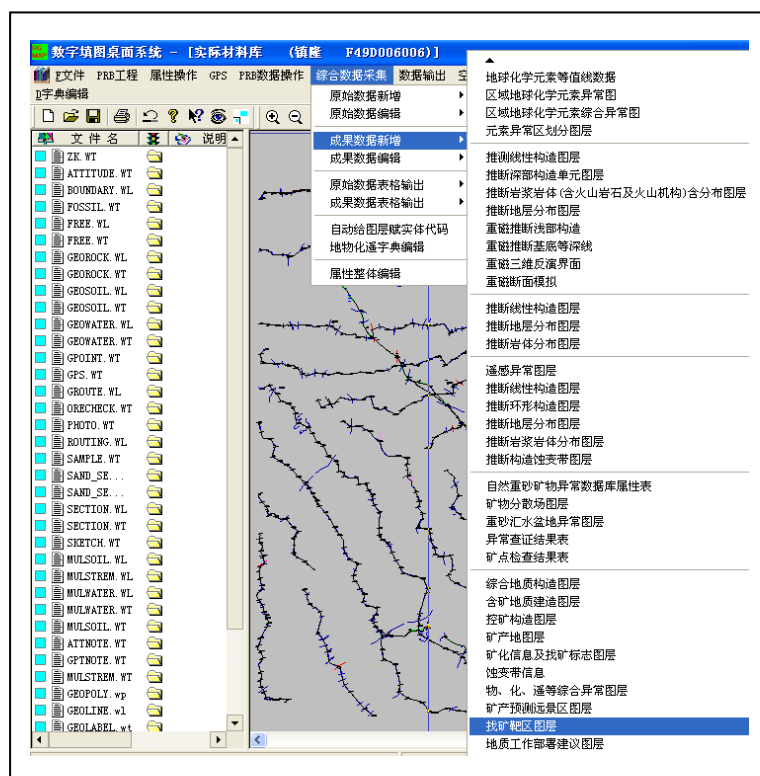 RG MAP 数字填图桌面系统 - [实际材料库 (镇隆 F49D006006)]
F文件 PRB工程 属性操作 GPS PRB数据操作 综合数据采集 数据输出 空
D字典编辑
文件名 说明
ZK.WT
ATTITUDE.WT
BOUNDARY.WL
FOSSIL.WT
FREE.WL
FREE.WT
GEOROCK.WL
GEOROCK.WT
GEOSOIL.WL
GEOSOIL.WT
GEOWATER.WL
GEOWATER.WT
GPOINT.WT
GPS.WT
GROUTE.WL
ORECHECK.WT
PHOTO.WT
ROUTING.WL
SAMPLE.WT
SAND_SE...
SAND_SE...
SECTION.WL
SECTION.WT
SKETCH.WT
MULSOIL.WL
MULSTREM.WL
MULWATER.WL
MULWATER.WT
MULSOIL.WT
ATTNOTE.WT
GPTNOTE.WT
MULSTREM.WT
GEOPOLY.wp
GEOLINE.wl
GEOLABEL.wt
原始数据新增
原始数据编辑
成果数据新增
成果数据编辑
原始数据表格输出
成果数据表格输出
自动给图层赋实体代码
地物化遥字典编辑
属性整体编辑
地球化学元素等值线数据
区域地球化学元素异常图
区域地球化学元素综合异常图
元素异常区划分图层
推测线性构造图层
推断深部构造单元图层
推断岩浆岩体(含火山岩石及火山机构)含分布图层
推断地层分布图层
重磁推断浅部构造
重磁推断基底等深线
重磁三维反演界面
重磁断面模拟
推断线性构造图层
推断地层分布图层
推断岩体分布图层
遥感异常图层
推断线性构造图层
推断环形构造图层
推断地层分布图层
推断岩浆岩体分布图层
推断构造蚀变带图层
自然重砂矿物异常数据库属性表
矿物分散场图层
重砂汇水盆地异常图层
异常查证结果表
矿点检查结果表
综合地质构造图层
含矿地质建造图层
控矿构造图层
矿产地图层
矿化信息及找矿标志图层
蚀变带信息
物、化、遥等综合异常图层
矿产预测远景区图层
找矿靶区图层
地质工作部署建议图层